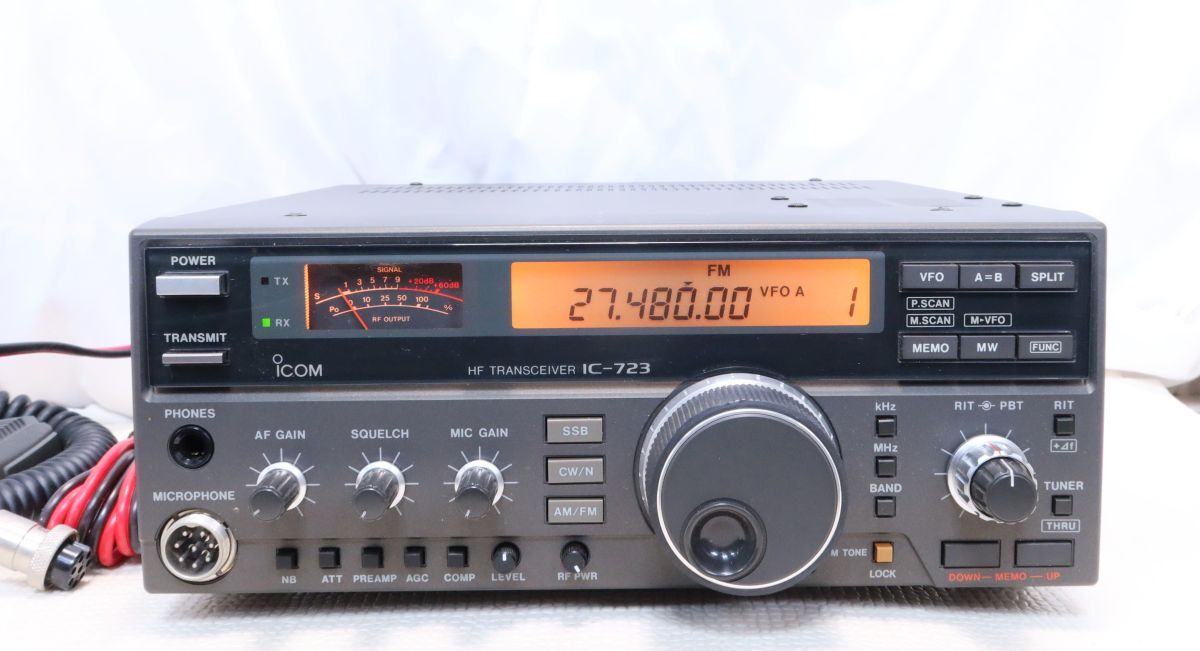 POWER
TX
RX
TRANSMIT
SIGNAL
S 1 3 5 7 9 +20dB +60dB
Po 0 10 25 50 100 %
RF OUTPUT
FM
27.480.00 VFO A 1
VFO A=B SPLIT
P.SCAN
M.SCAN M▸VFO
MEMO MW FUNC
ICOM
HF TRANSCEIVER IC-723
PHONES
AF GAIN SQUELCH MIC GAIN
SSB
CW/N
AM/FM
MICROPHONE
kHz
MHz
BAND
RIT PBT
RIT
+Δf
TUNER
THRU
M TONE
LOCK
NB ATT PREAMP AGC COMP LEVEL RF PWR
DOWN — MEMO — UP